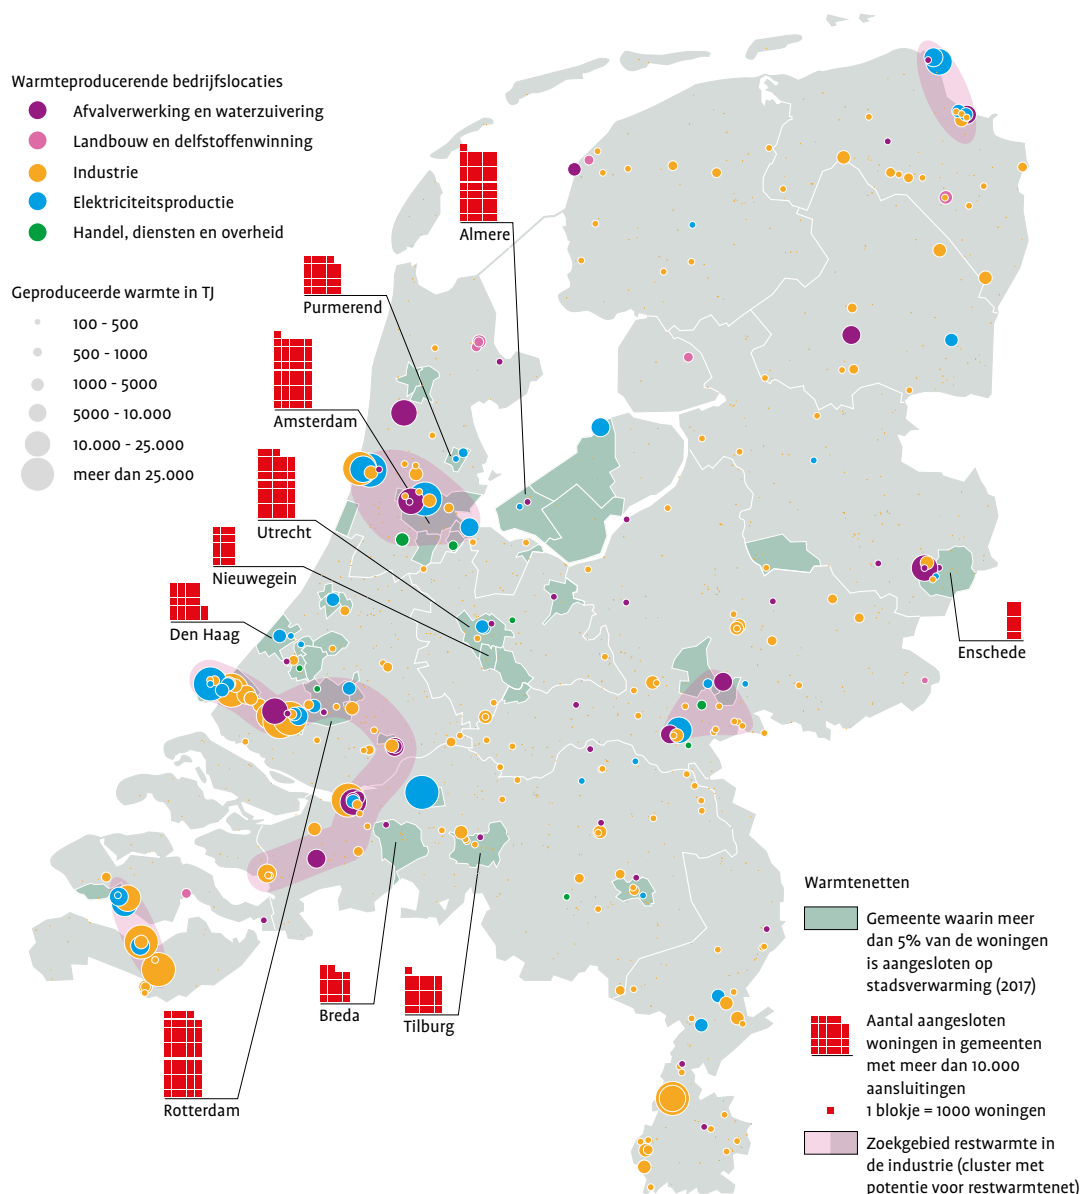 Warmteproducerende bedrijfslocaties
Afvalverwerking en waterzuivering
Landbouw en delfstoffenwinning
Industrie
Elektriciteitsproductie
Handel, diensten en overheid
Geproduceerde warmte in TJ
100 - 500
500 - 1000
1000 - 5000
5000 - 10.000
10.000 - 25.000
meer dan 25.000
Almere
Purmerend
Amsterdam
Utrecht
Nieuwegein
Den Haag
Enschede
Breda
Tilburg
Rotterdam
Warmtenetten
Gemeente waarin meer
dan 5% van de woningen
is aangesloten op
stadsverwarming (2017)
Aantal aangesloten
woningen in gemeenten
met meer dan 10.000
aansluitingen
1 blokje = 1000 woningen
Zoekgebied restwarmte in
de industrie (cluster met
potentie voor restwarmtenet)